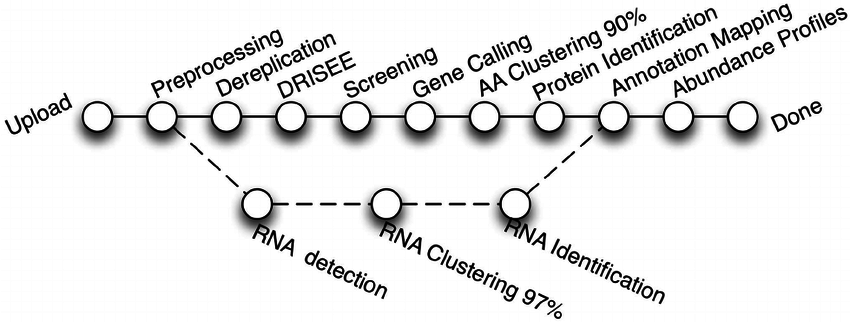 Upload
Preprocessing
Dereplication
DRISEE
Screening
Gene Calling
AA Clustering 90%
Protein Identification
Annotation Mapping
Abundance Profiles
Done
RNA detection
RNA Clustering 97%
RNA Identification